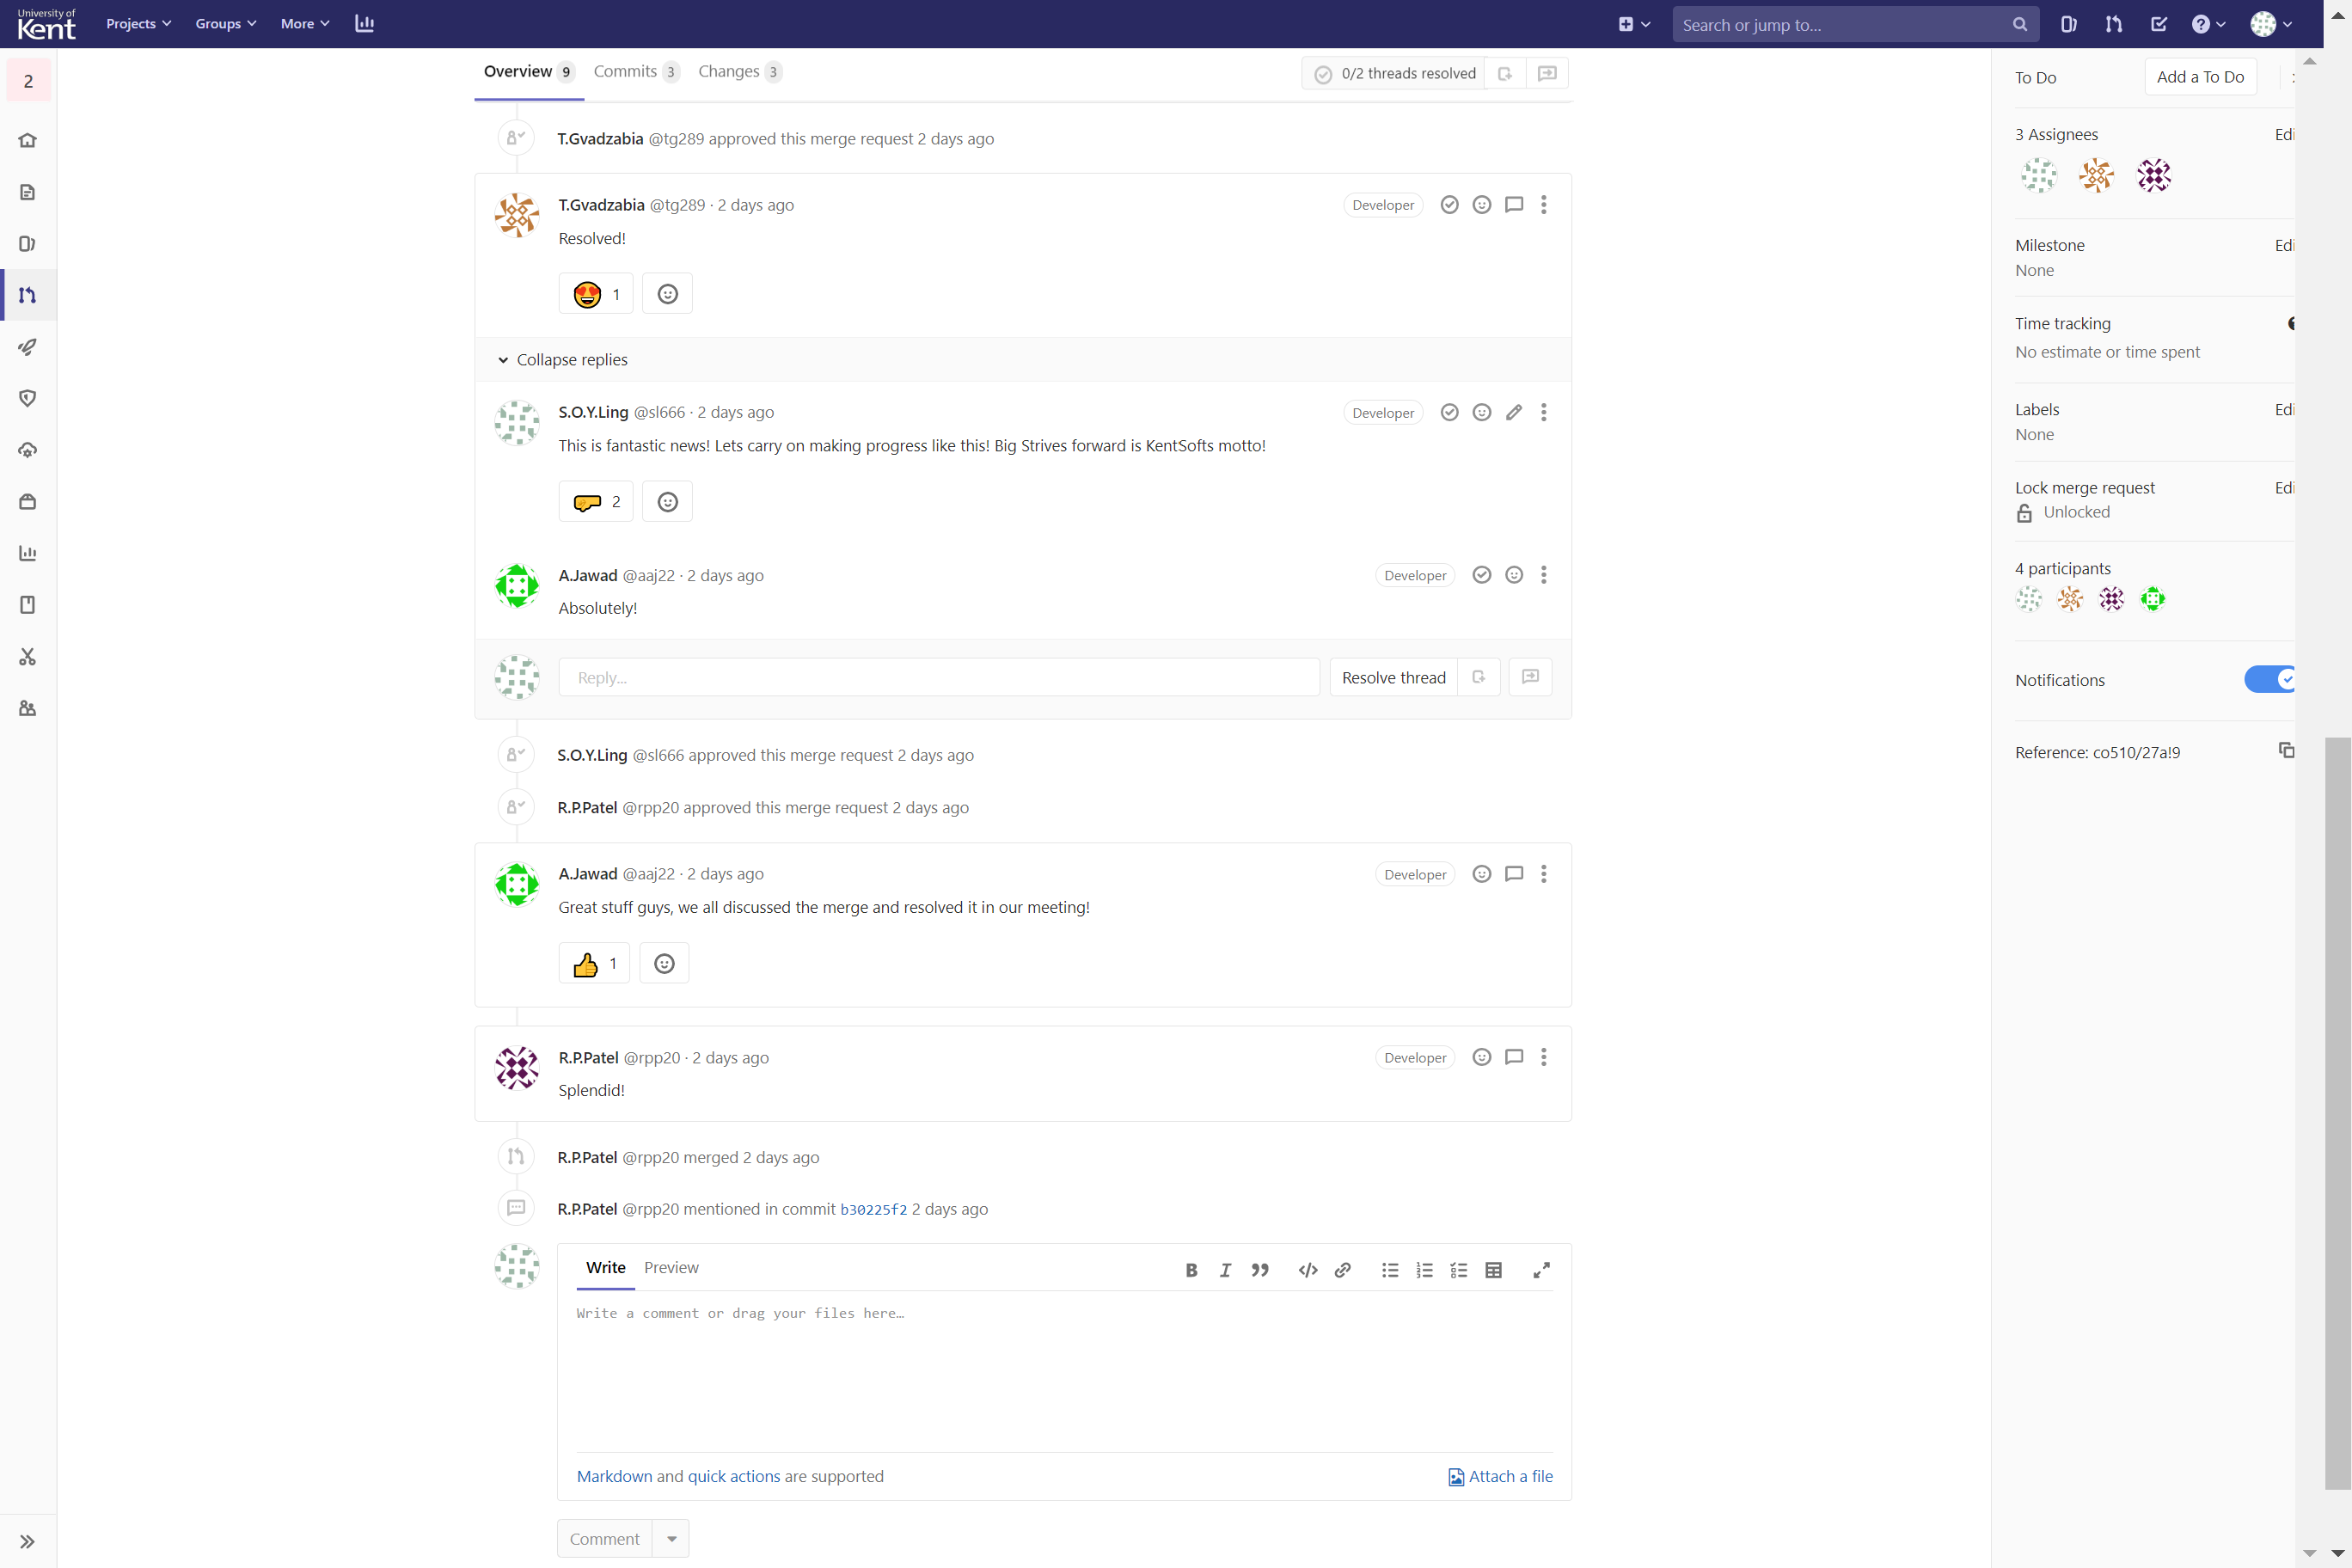 University of
Kent
Projects
Groups
More
Search or jump to...
2
Overview 9
Commits 3
Changes 3
0/2 threads resolved
T.Gvadzabia @tg289 approved this merge request 2 days ago
T.Gvadzabia @tg289 · 2 days ago
Developer
Resolved!
1
Collapse replies
S.O.Y.Ling @sl666 · 2 days ago
Developer
This is fantastic news! Lets carry on making progress like this! Big Strives forward is KentSofts motto!
2
A.Jawad @aaj22 · 2 days ago
Developer
Absolutely!
Reply...
Resolve thread
S.O.Y.Ling @sl666 approved this merge request 2 days ago
R.P.Patel @rpp20 approved this merge request 2 days ago
A.Jawad @aaj22 · 2 days ago
Developer
Great stuff guys, we all discussed the merge and resolved it in our meeting!
1
R.P.Patel @rpp20 · 2 days ago
Developer
Splendid!
R.P.Patel @rpp20 merged 2 days ago
R.P.Patel @rpp20 mentioned in commit b30225f2 2 days ago
Write
Preview
Write a comment or drag your files here…
Markdown and quick actions are supported
Attach a file
Comment
To Do
Add a To Do
3 Assignees
Edi
Milestone
Edi
None
Time tracking
No estimate or time spent
Labels
Edi
None
Lock merge request
Edi
Unlocked
4 participants
Notifications
Reference: co510/27a!9